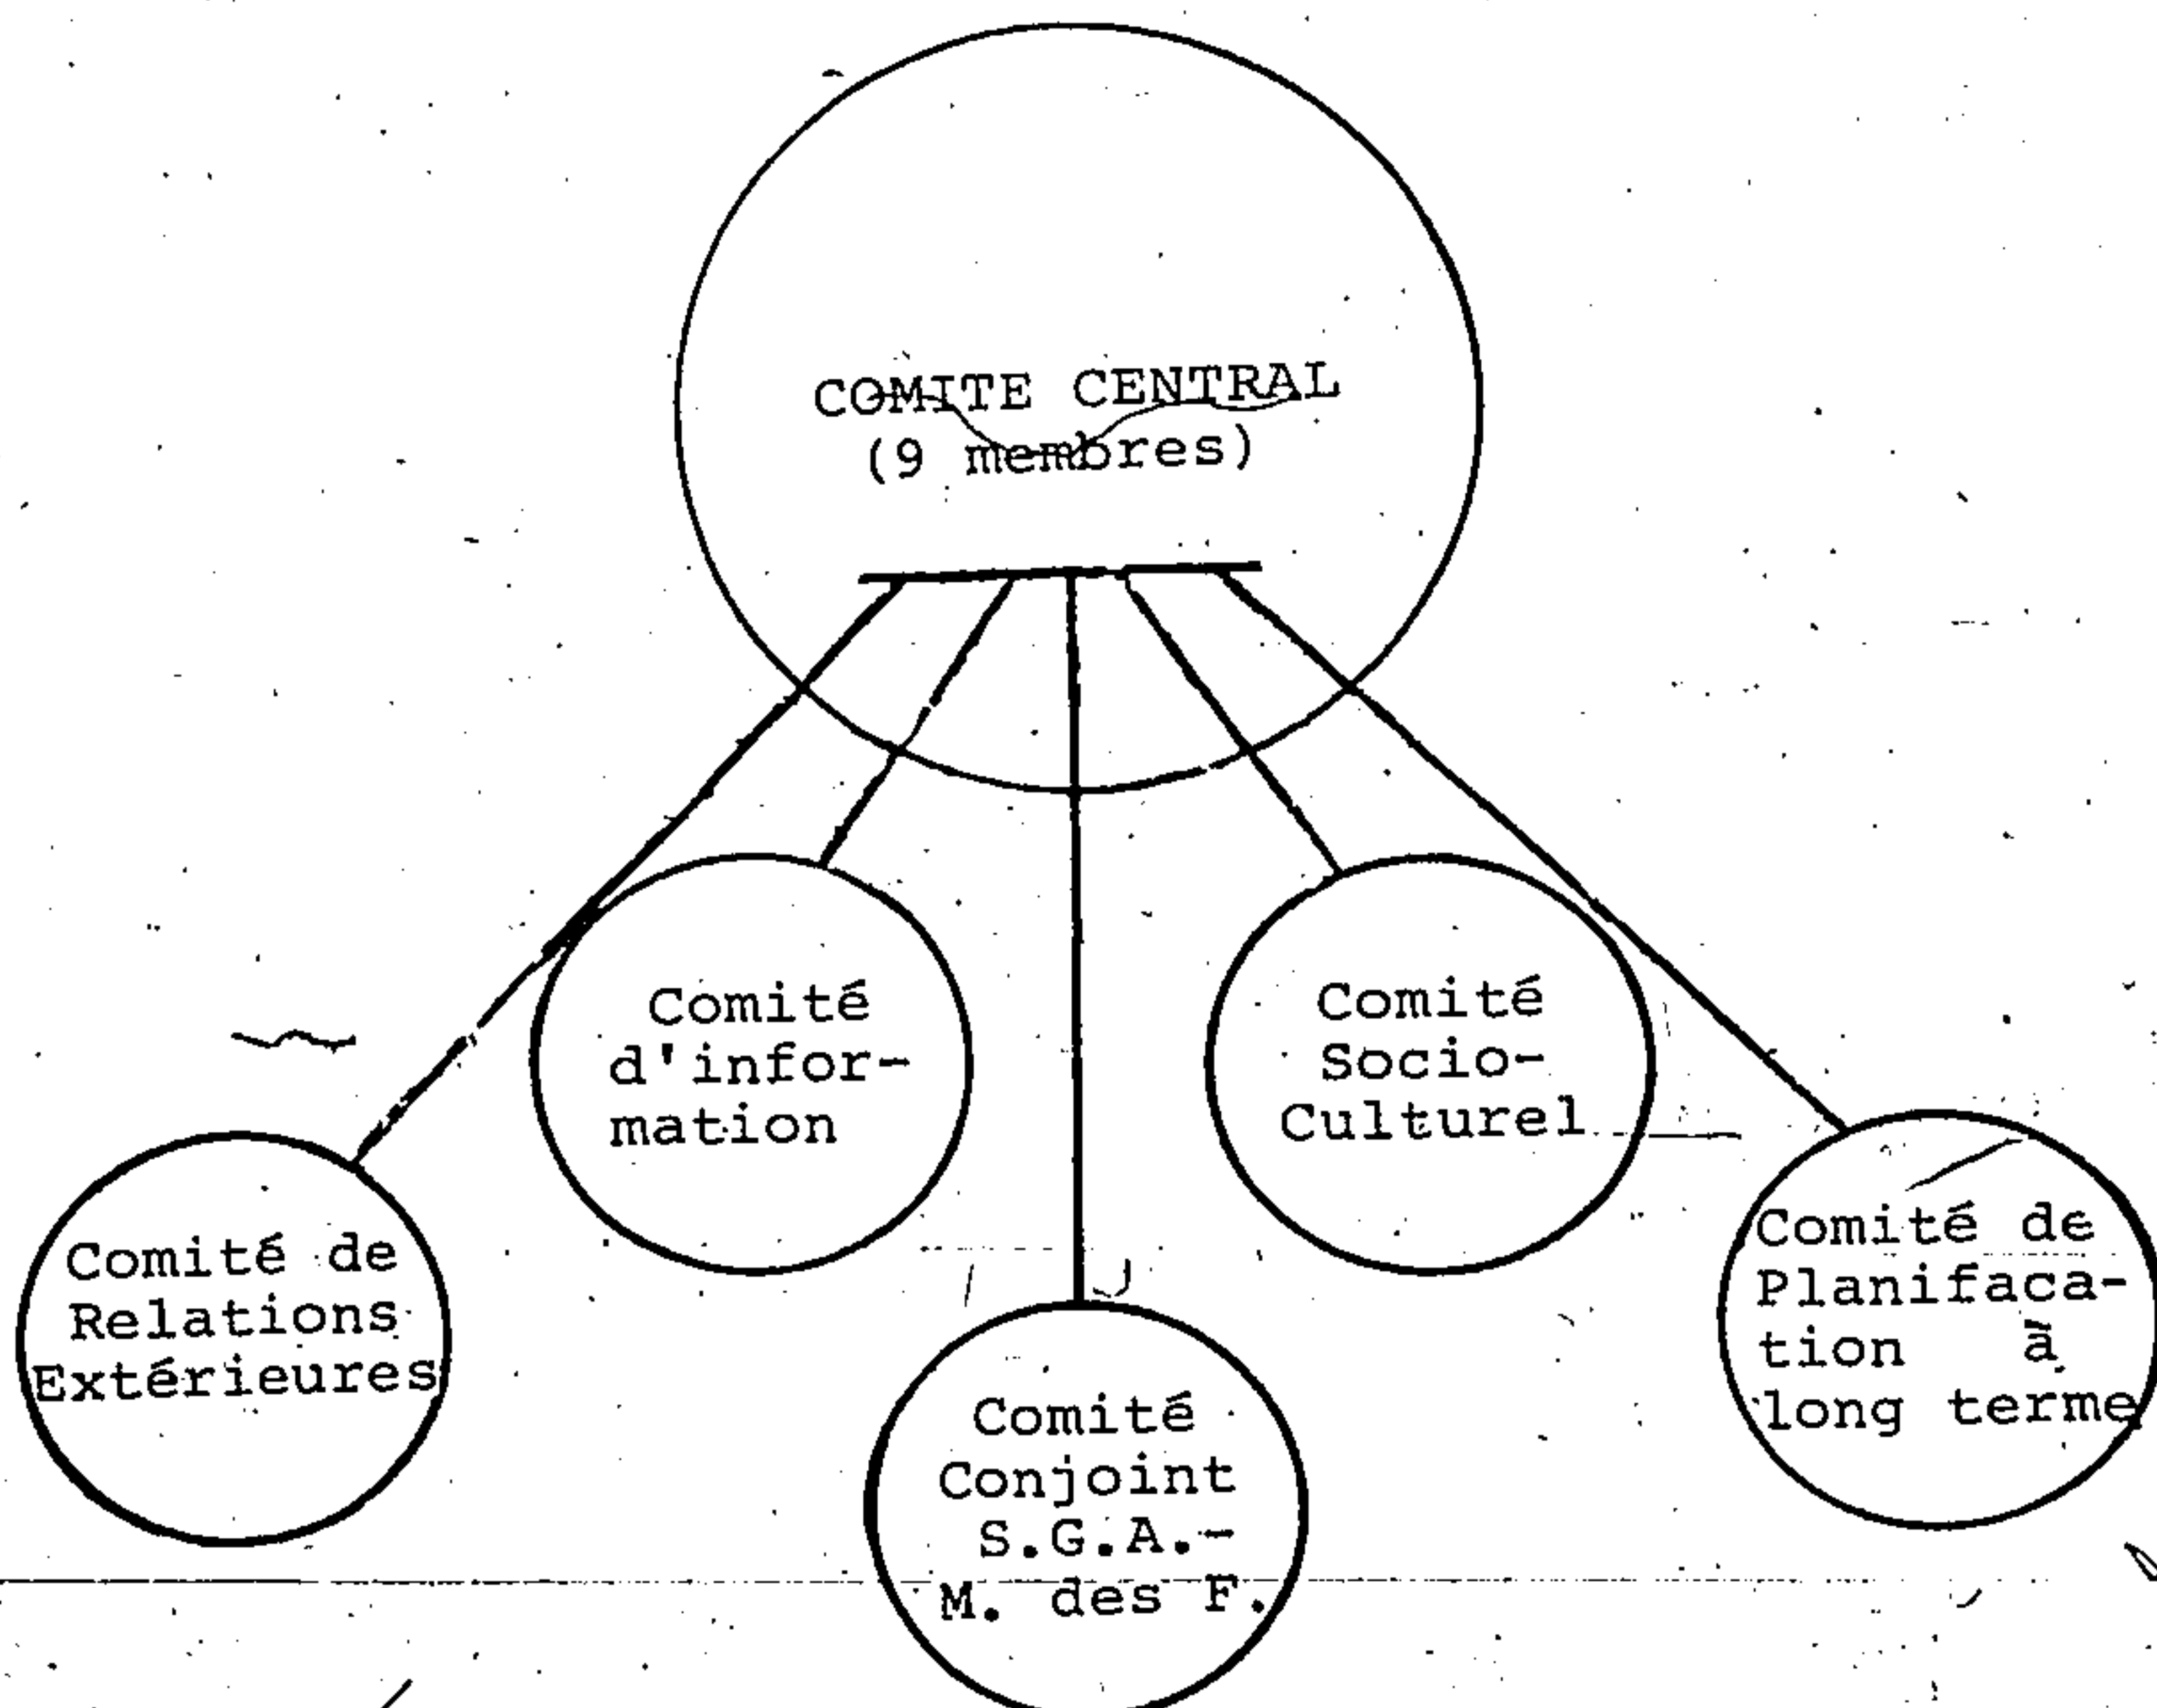 COMITE CENTRAL
(9 membres)
Comité
d'infor-
mation
Comité
Socio-
Culturel
Comité de
Relations
Extérieures
Comité de
Planifaca-
tion à
long terme
Comité
Conjoint
S.G.A.-
M. des F.